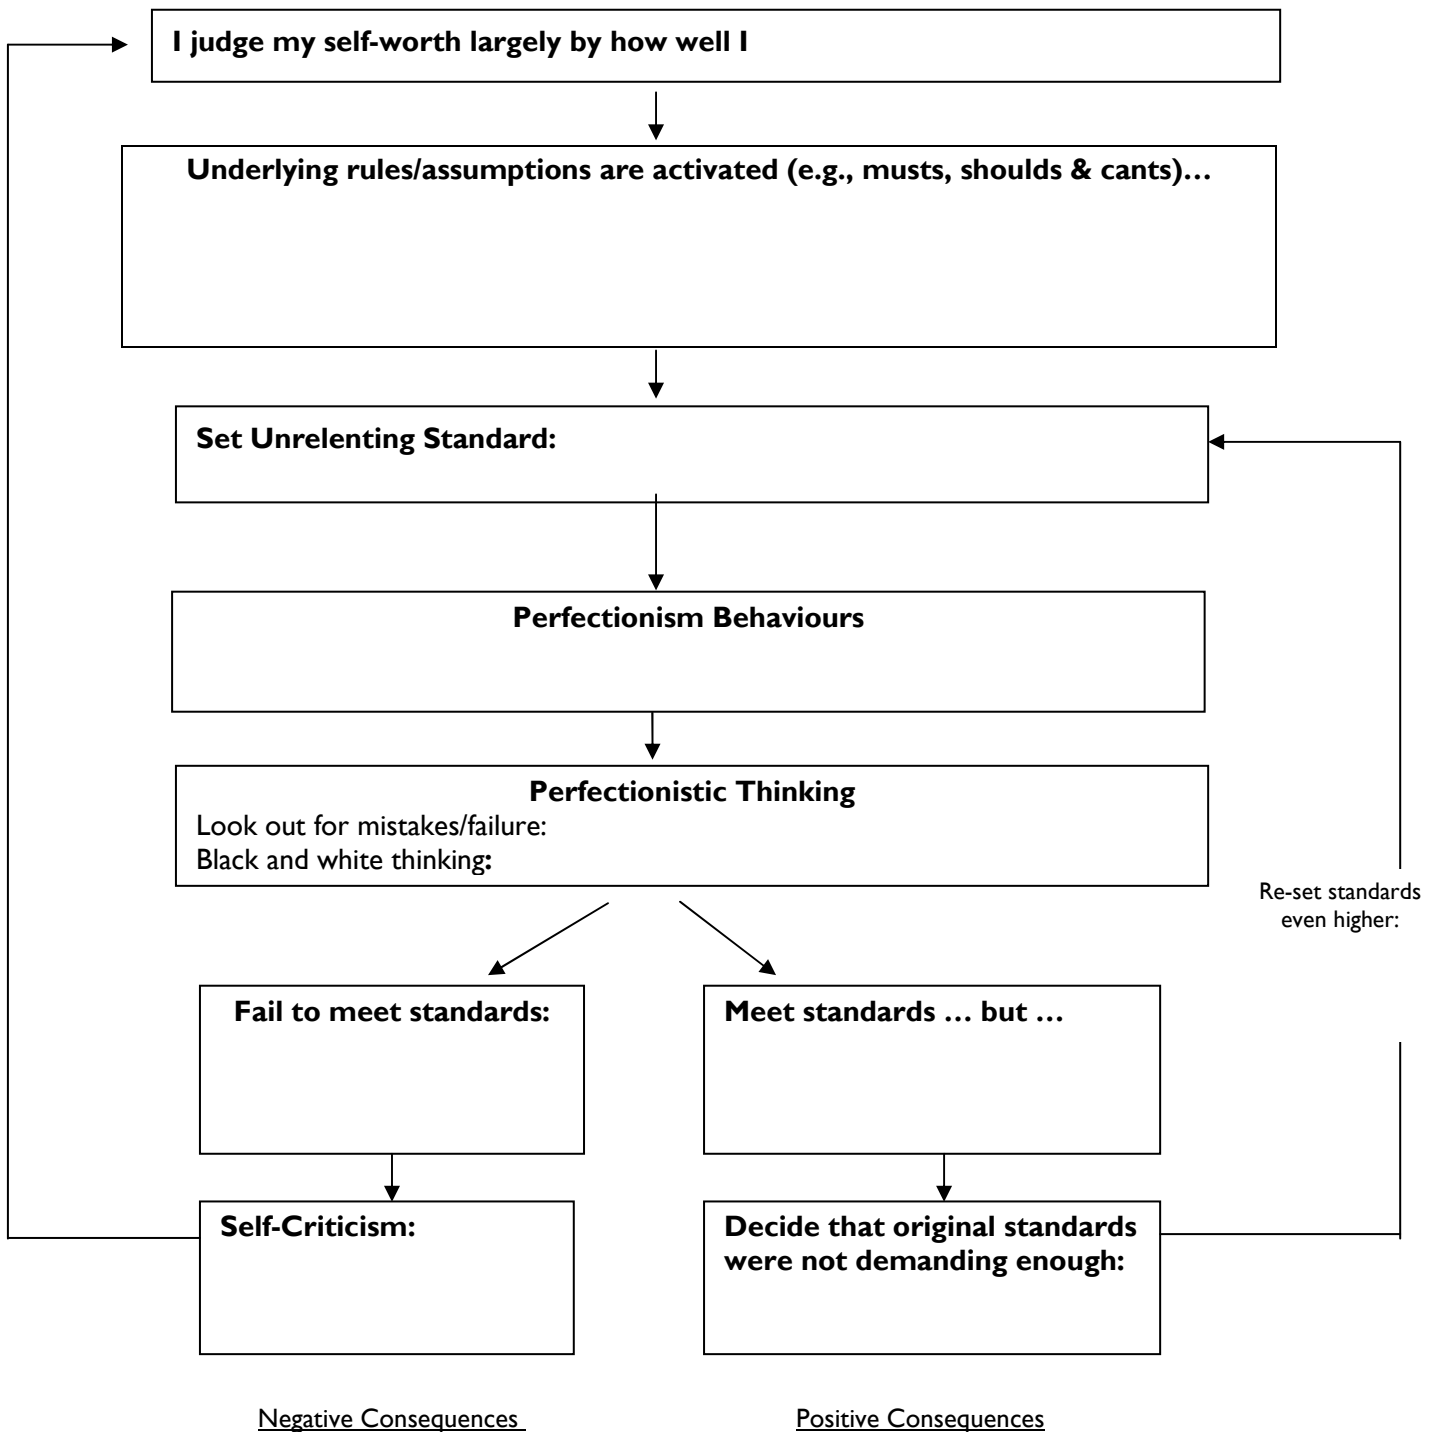 I judge my self-worth largely by how well I
Underlying rules/assumptions are activated (e.g., musts, shoulds & cants)…
Set Unrelenting Standard:
Perfectionism Behaviours
Perfectionistic Thinking
Look out for mistakes/failure:
Black and white thinking:
Re-set standards
even higher:
Fail to meet standards:
Meet standards … but …
Self-Criticism:
Decide that original standards
were not demanding enough:
Negative Consequences
Positive Consequences